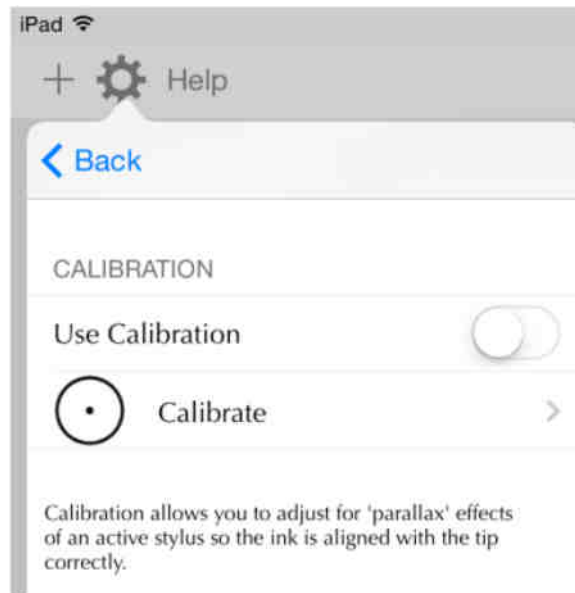 iPad
+ Help
Back
CALIBRATION
Use Calibration
Calibrate
Calibration allows you to adjust for 'parallax' effects
of an active stylus so the ink is aligned with the tip
correctly.